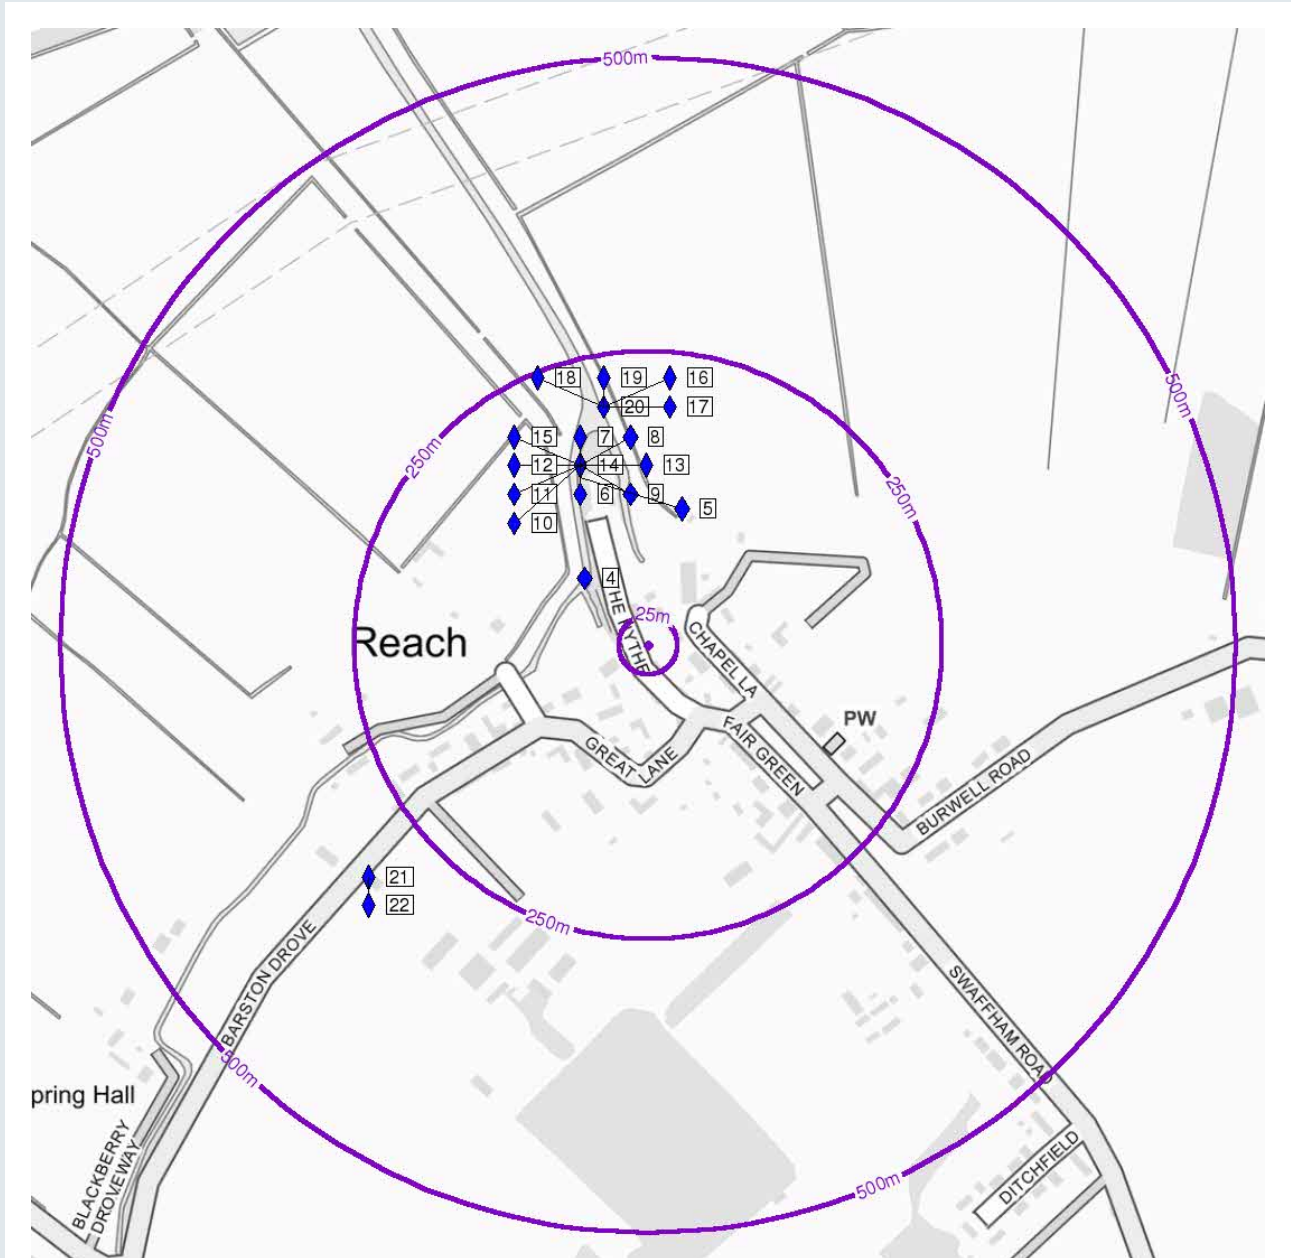 500m
500m
500m
18
19
16
20
17
15
7
8
250m
12
14
13
250m
11
6
9
5
10
4
THE HYTHE
25m
Reach
CHAPEL LA
PW
FAIR GREEN
GREAT LANE
BURWELL ROAD
21
22
250m
BARSTON DROVE
SWAFFHAM ROAD
500m
pring Hall
BLACKBERRY
DROVEWAY
DITCHFIELD
500m